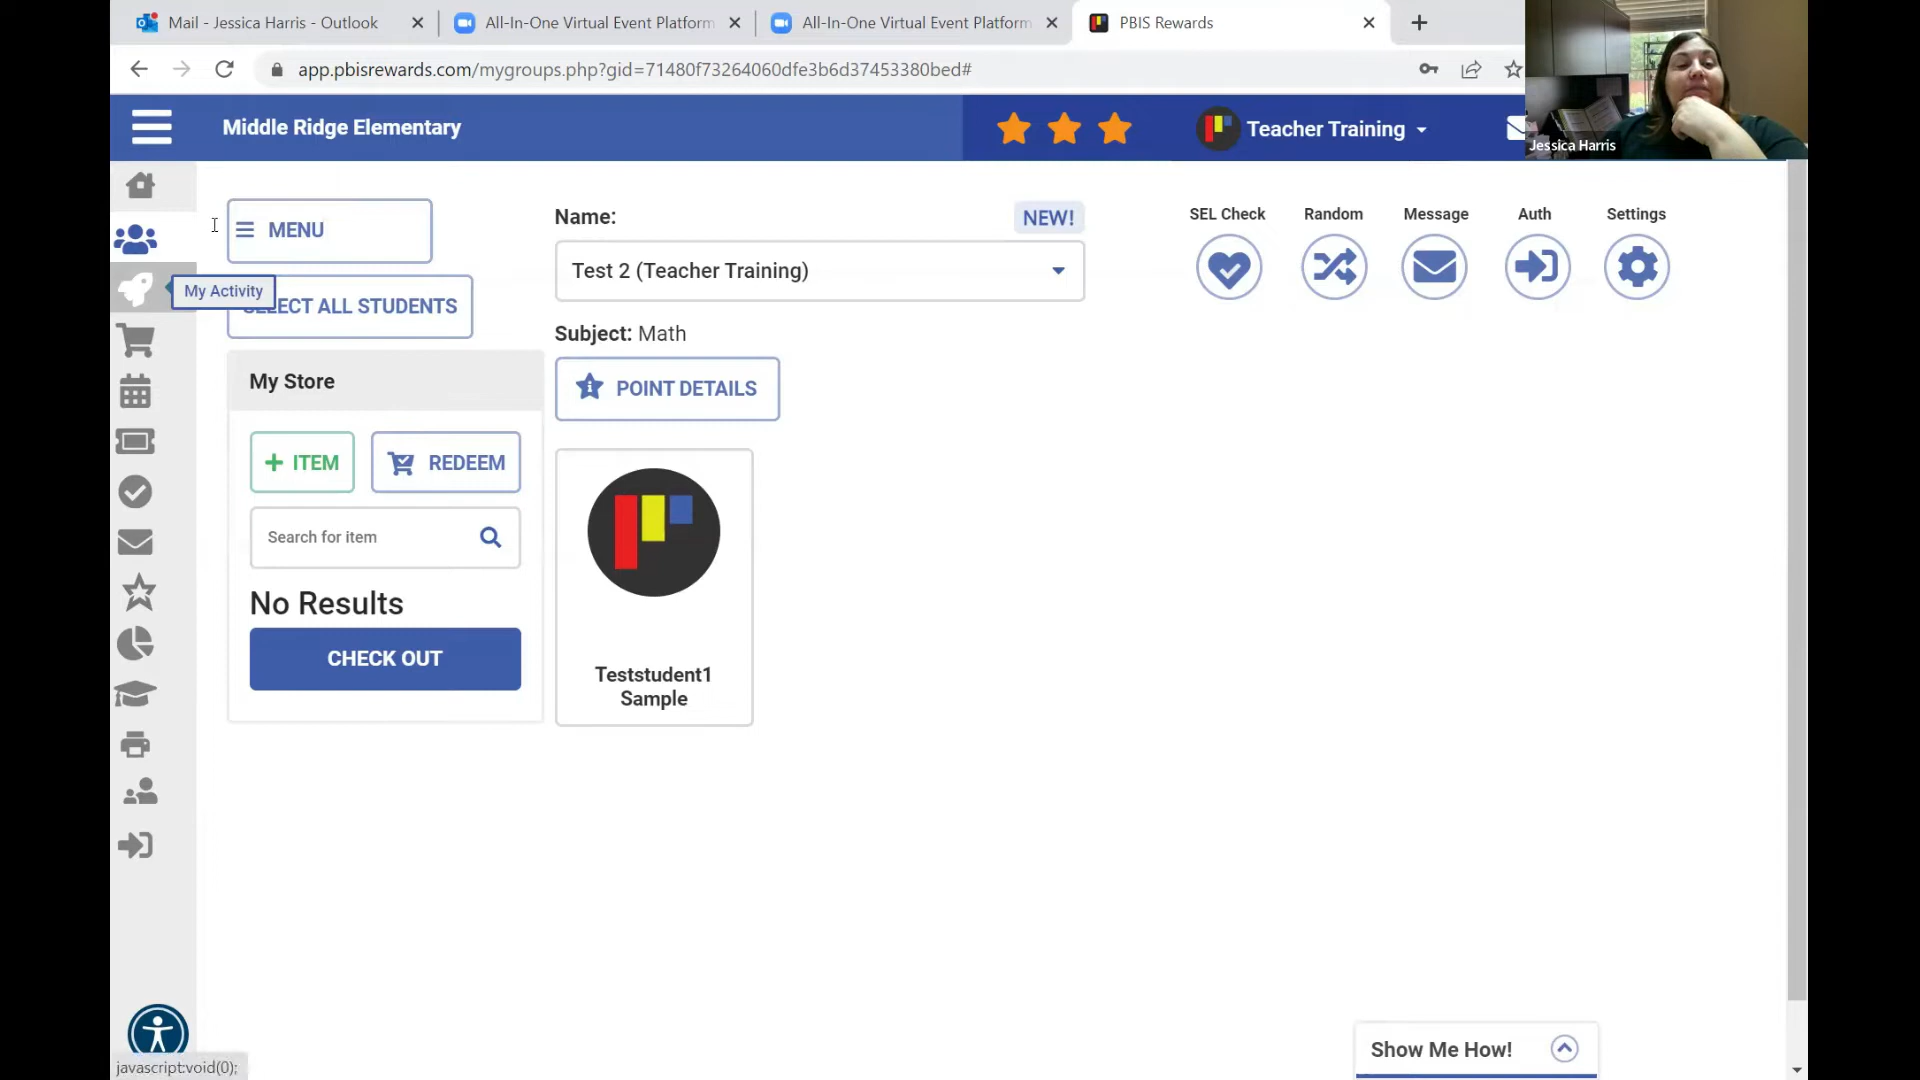 Mail - Jessica Harris - Outlook
All-In-One Virtual Event Platform
All-In-One Virtual Event Platform
PBIS Rewards
app.pbisrewards.com/mygroups.php?gid=71480f73264060dfe3b6d37453380bed#
Jessica Harris
Middle Ridge Elementary
Teacher Training
MENU
My Activity
SELECT ALL STUDENTS
Name:
NEW!
Test 2 (Teacher Training)
SEL Check
Random
Message
Auth
Settings
Subject: Math
POINT DETAILS
My Store
+ ITEM
REDEEM
Search for item
No Results
CHECK OUT
Teststudent1
Sample
Show Me How!
javascript:void(0);